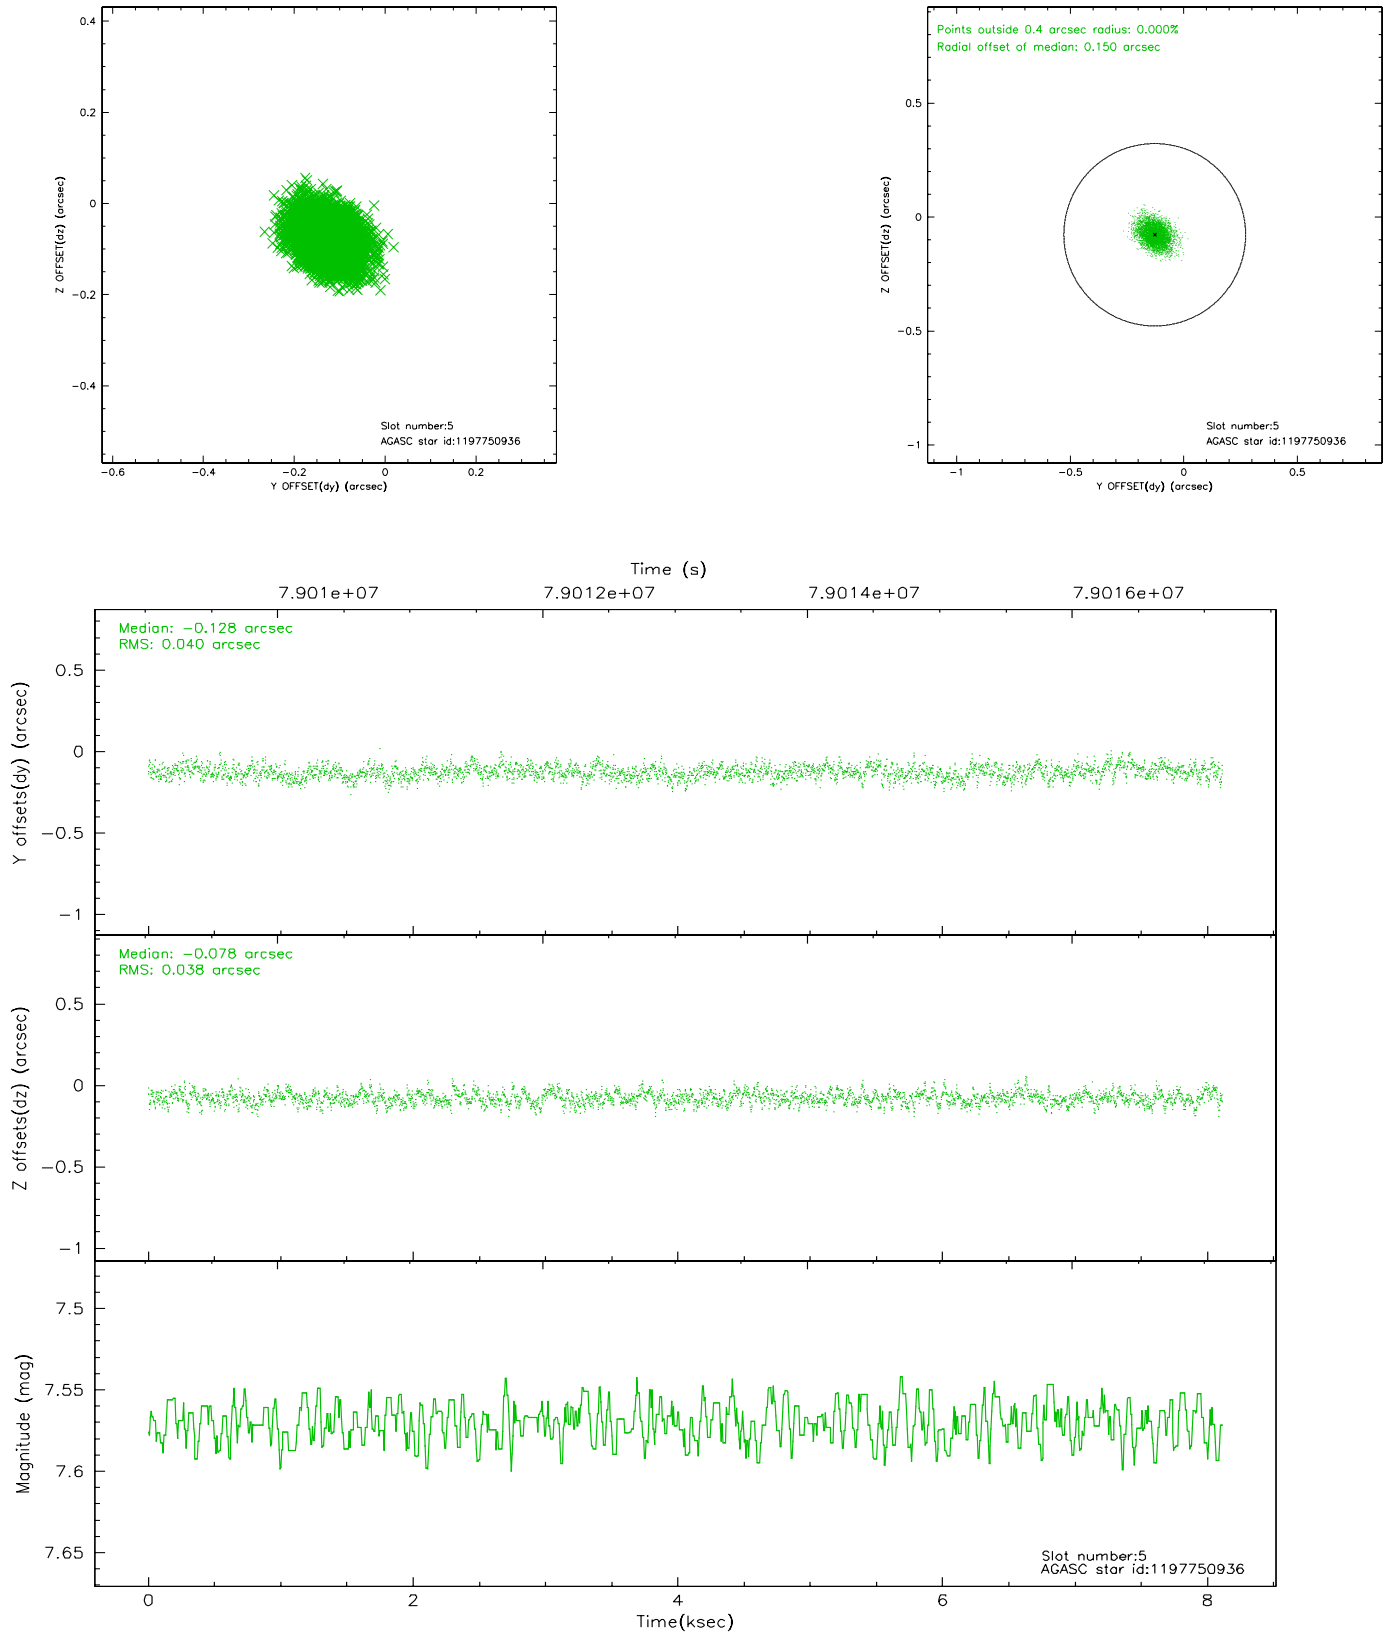 0.4
0.2
0
−0.2
−0.4
Z OFFSET(dz) (arcsec)
Slot number:5
AGASC star id:1197750936
−0.6 −0.4 −0.2 0 0.2
Y OFFSET(dy) (arcsec)
Points outside 0.4 arcsec radius: 0.000%
Radial offset of median: 0.150 arcsec
0.5
0
−0.5
−1
Z OFFSET(dz) (arcsec)
Slot number:5
AGASC star id:1197750936
−1 −0.5 0 0.5
Y OFFSET(dy) (arcsec)
Time (s)
7.901e+07 7.9012e+07 7.9014e+07 7.9016e+07
Median: −0.128 arcsec
RMS: 0.040 arcsec
0.5
0
−0.5
−1
Y offsets(dy) (arcsec)
Median: −0.078 arcsec
RMS: 0.038 arcsec
0.5
0
−0.5
−1
Z offsets(dz) (arcsec)
7.5
7.55
7.6
7.65
Magnitude (mag)
Slot number:5
AGASC star id:1197750936
0 2 4 6 8
Time(ksec)